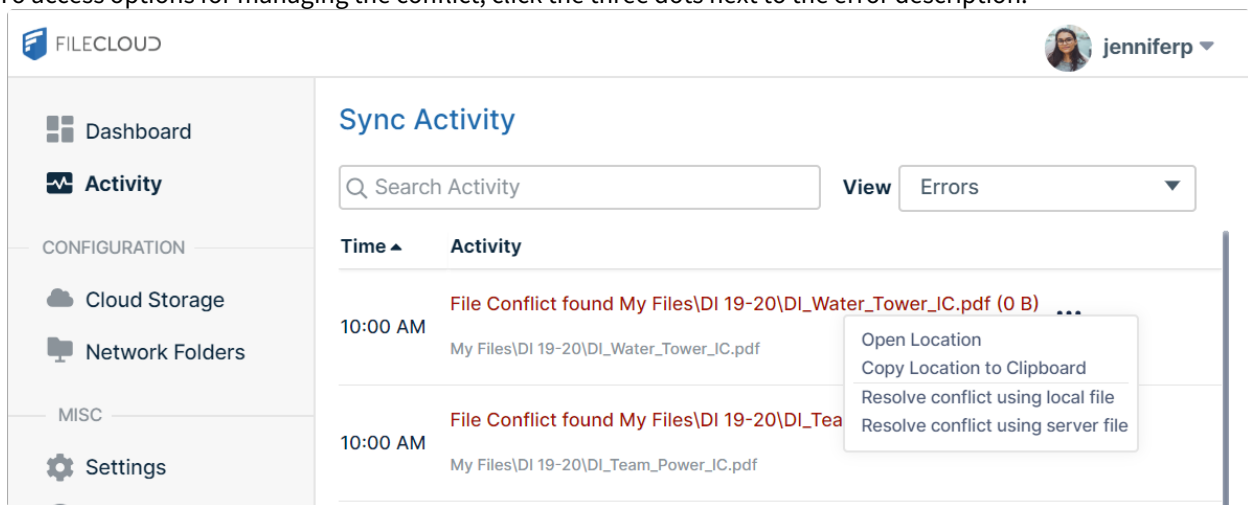 To access options for managing the conflict, click the three dots next to the error description.
FILECLOUD
jenniferp
Dashboard
Activity
CONFIGURATION
Cloud Storage
Network Folders
MISC
Settings
Sync Activity
Search Activity
View Errors
Time Activity
10:00 AM
File Conflict found My Files\DI 19-20\DI_Water_Tower_IC.pdf (0 B)
My Files\DI 19-20\DI_Water_Tower_IC.pdf
Open Location
Copy Location to Clipboard
Resolve conflict using local file
Resolve conflict using server file
10:00 AM
File Conflict found My Files\DI 19-20\DI_Tea
My Files\DI 19-20\DI_Team_Power_IC.pdf